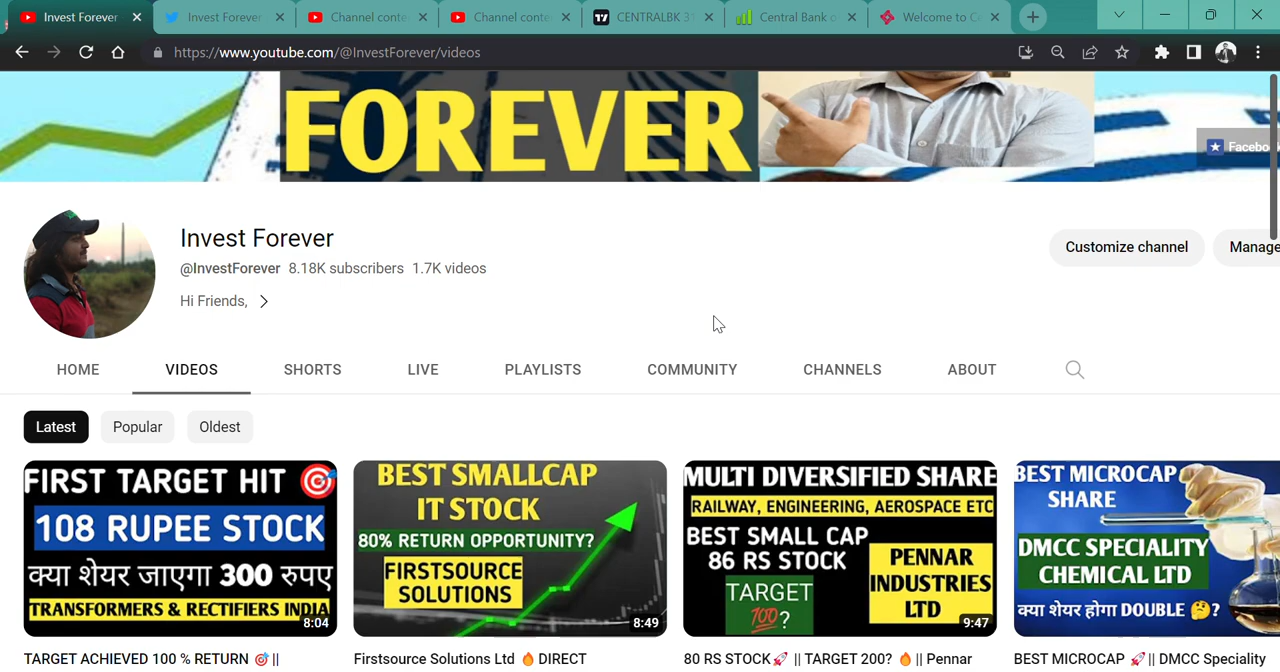 Invest Forever
Invest Forever
Channel conte
Channel conte
CENTRALBK 31
Central Bank o
Welcome to C
https://www.youtube.com/@InvestForever/videos
FOREVER
Facebo
Invest Forever
@InvestForever 8.18K subscribers 1.7K videos
Hi Friends,
Customize channel
Manage
HOME VIDEOS SHORTS LIVE PLAYLISTS COMMUNITY CHANNELS ABOUT
Latest Popular Oldest
FIRST TARGET HIT 🎯
108 RUPEE STOCK
क्या शेयर जाएगा 300 रुपए
TRANSFORMERS & RECTIFIERS INDIA
8:04
BEST SMALLCAP
IT STOCK
80% RETURN OPPORTUNITY?
FIRSTSOURCE
SOLUTIONS
8:49
MULTI DIVERSIFIED SHARE
RAILWAY, ENGINEERING, AEROSPACE ETC
BEST SMALL CAP
86 RS STOCK
TARGET
💯?
PENNAR
INDUSTRIES
LTD
9:47
BEST MICROCAP
SHARE
DMCC SPECIALITY
CHEMICAL LTD
क्या शेयर होगा DOUBLE 🤔?
TARGET ACHIEVED 100 % RETURN 🎯 ||
Firstsource Solutions Ltd 🔥 DIRECT
80 RS STOCK🚀 || TARGET 200? 🔥 || Pennar
BEST MICROCAP 🚀|| DMCC Speciality